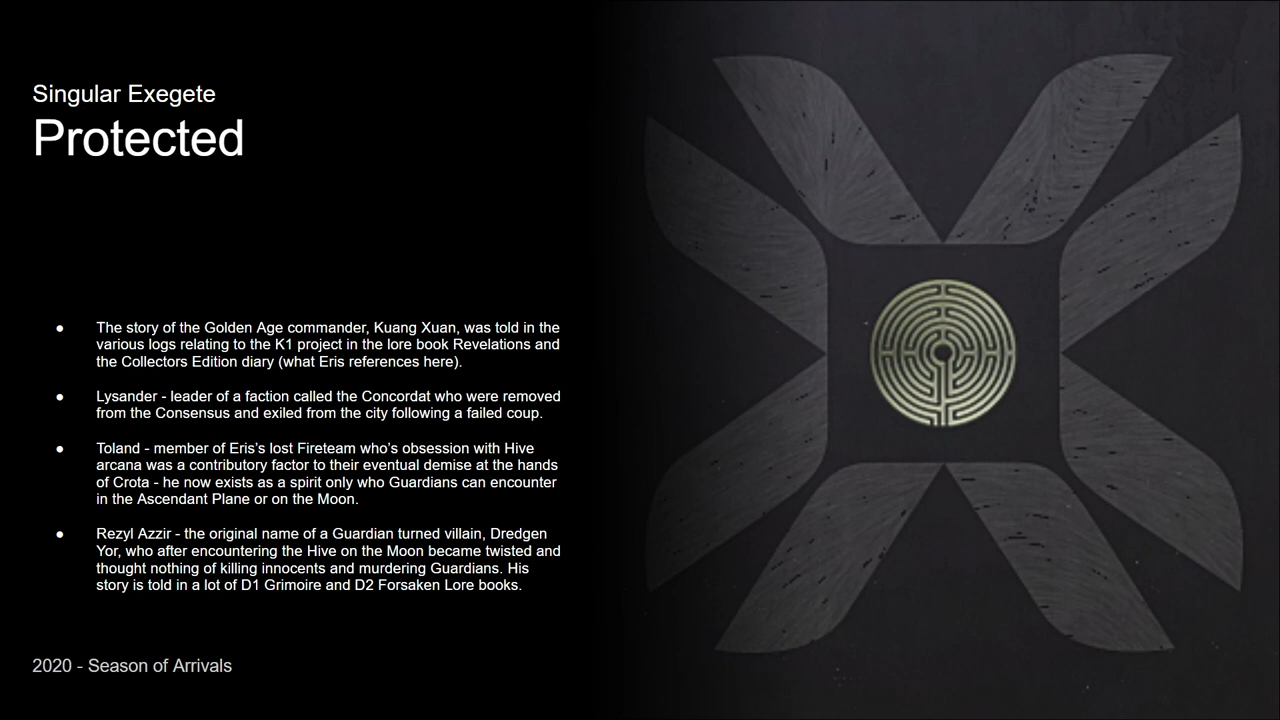 Singular Exegete
Protected
● The story of the Golden Age commander, Kuang Xuan, was told in the
various logs relating to the K1 project in the lore book Revelations and
the Collectors Edition diary (what Eris references here).
● Lysander - leader of a faction called the Concordat who were removed
from the Consensus and exiled from the city following a failed coup.
● Toland - member of Eris's lost Fireteam who's obsession with Hive
arcana was a contributory factor to their eventual demise at the hands
of Crota - he now exists as a spirit only who Guardians can encounter
in the Ascendant Plane or on the Moon.
● Rezyl Azzir - the original name of a Guardian turned villain, Dredgen
Yor, who after encountering the Hive on the Moon became twisted and
thought nothing of killing innocents and murdering Guardians. His
story is told in a lot of D1 Grimoire and D2 Forsaken Lore books.
2020 - Season of Arrivals